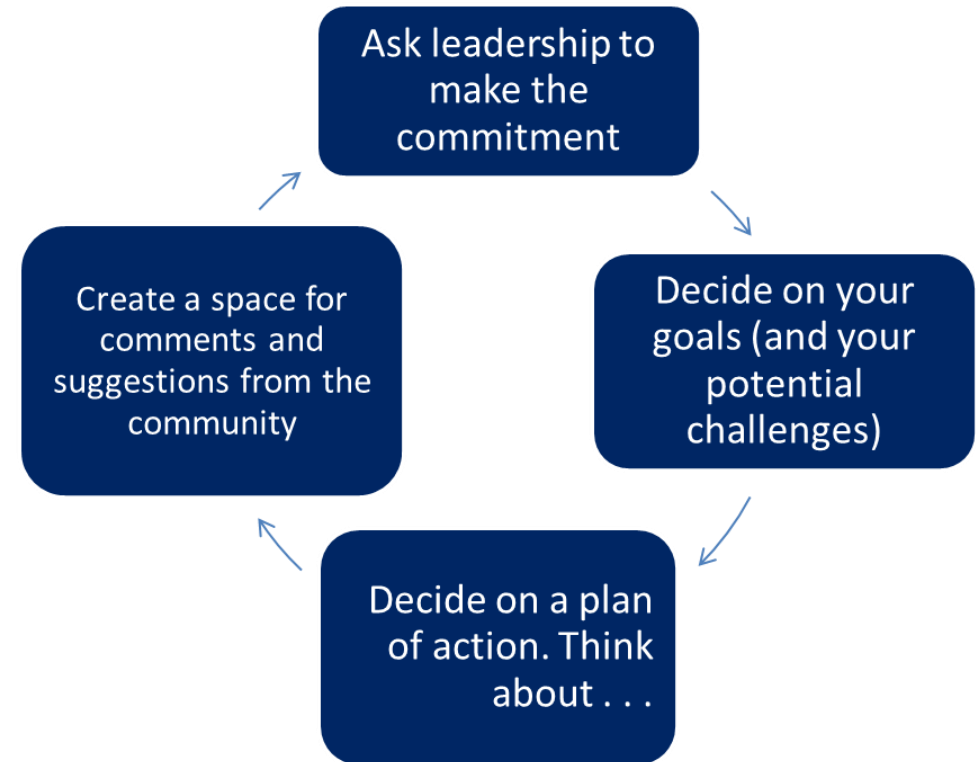 Ask leadership to
make the
commitment
Decide on your
goals (and your
potential
challenges)
Decide on a plan
of action. Think
about . . .
Create a space for
comments and
suggestions from the
community